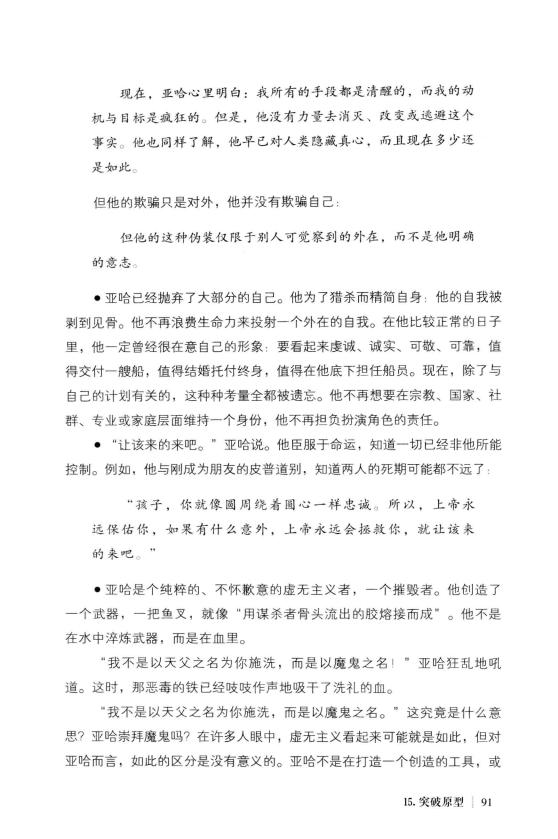 现在，亚哈心里明白：我所有的手段都是清醒的，而我的动
机与目标是疯狂的。但是，他没有力量去消灭、改变或逃避这个
事实。他也同样了解，他早已对人类隐藏真心，而且现在多少还
是如此。
但他的欺骗只是对外，他并没有欺骗自己：
但他的这种伪装仅限于别人可觉察到的外在，而不是他明确
的意志。
●亚哈已经抛弃了大部分的自己。他为了猎杀而精简自身：他的自我被
剥到见骨。他不再浪费生命力来投射一个外在的自我。在他比较正常的日子
里，他一定曾经很在意自己的形象：要看起来虔诚、诚实、可敬、可靠，值
得交付一艘船，值得结婚托付终身，值得在他底下担任船员。现在，除了与
自己的计划有关的，这种种考量全都被遗忘。他不再想要在宗教、国家、社
群、专业或家庭层面维持一个身份，他不再担负扮演角色的责任。
●“让该来的来吧。”亚哈说。他臣服于命运，知道一切已经非他所能
控制。例如，他与刚成为朋友的皮普道别，知道两人的死期可能都不远了：
“孩子，你就像圆周绕着圆心一样忠诚。所以，上帝永
远保佑你，如果有什么意外，上帝永远会拯救你，就让该来
的来吧。”
●亚哈是个纯粹的、不怀歉意的虚无主义者，一个摧毁者。他创造了
一个武器，一把鱼叉，就像“用谋杀者骨头流出的胶熔接而成”。他不是
在水中淬炼武器，而是在血里。
“我不是以天父之名为你施洗，而是以魔鬼之名！”亚哈狂乱地吼
道。这时，那恶毒的铁已经吱吱作声地吸干了洗礼的血。
“我不是以天父之名为你施洗，而是以魔鬼之名。”这究竟是什么意
思？亚哈崇拜魔鬼吗？在许多人眼中，虚无主义看起来可能就是如此，但对
亚哈而言，如此的区分是没有意义的。亚哈不是在打造一个创造的工具，或
15. 突破原型 | 91